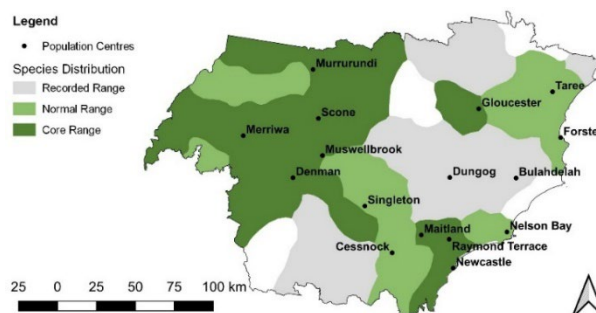 Legend
Population Centres
Species Distribution
Recorded Range
Normal Range
Core Range
Murrurundi
Taree
Gloucester
Scone
Merriwa
Forster
Muswellbrook
Denman
Dungog
Bulahdelah
Singleton
Nelson Bay
Maitland
Raymond Terrace
Cessnock
Newcastle
25 0 25 50 75 100 km